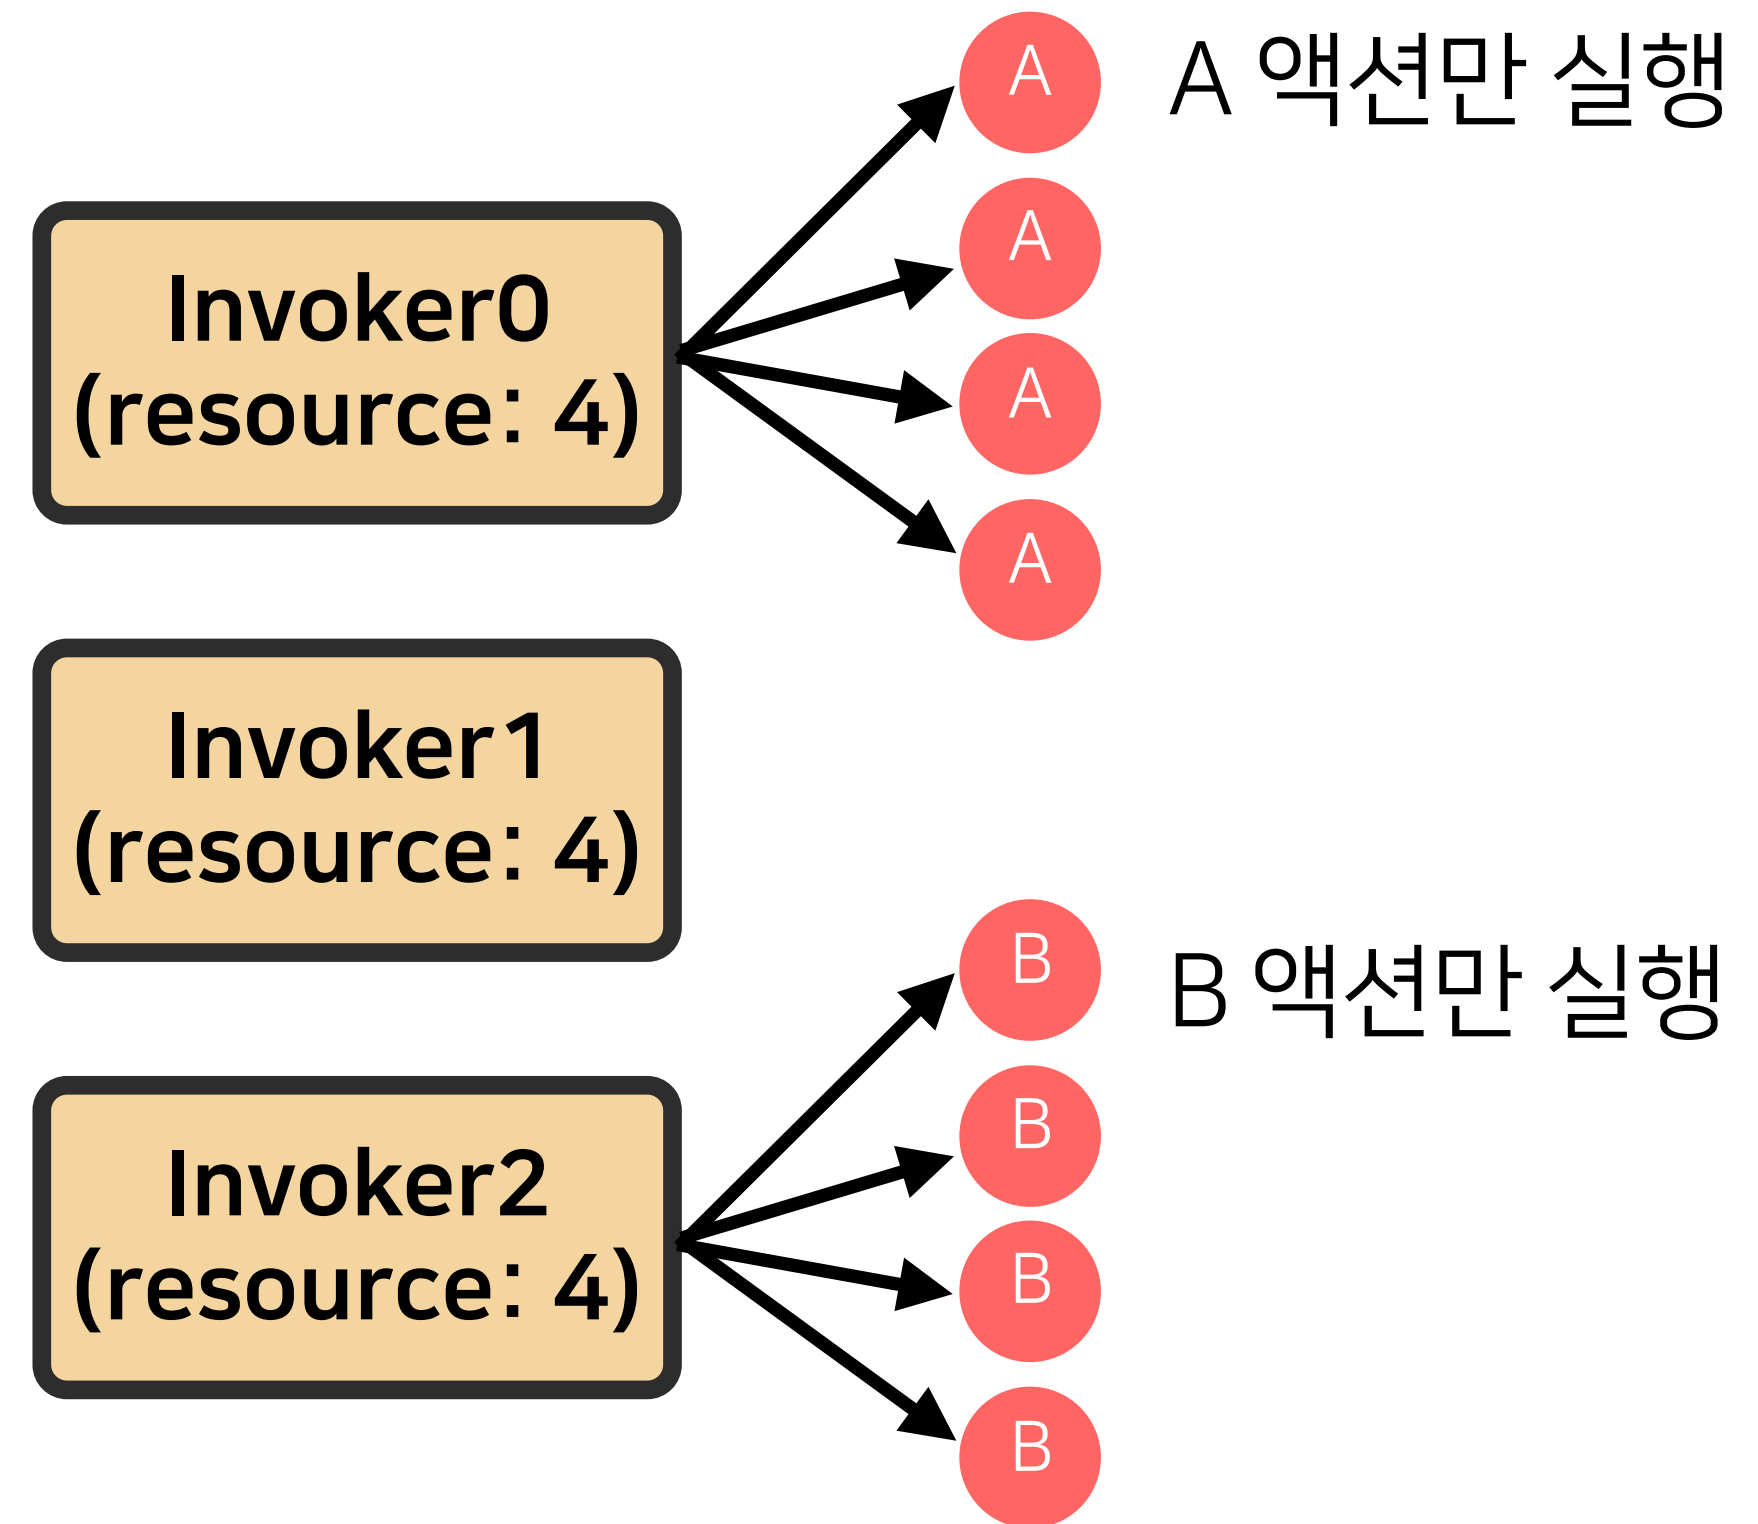 A
A 액션만 실행
A
Invoker0
(resource: 4)
A
A
Invoker1
(resource: 4)
B
B 액션만 실행
B
Invoker2
(resource: 4)
B
B